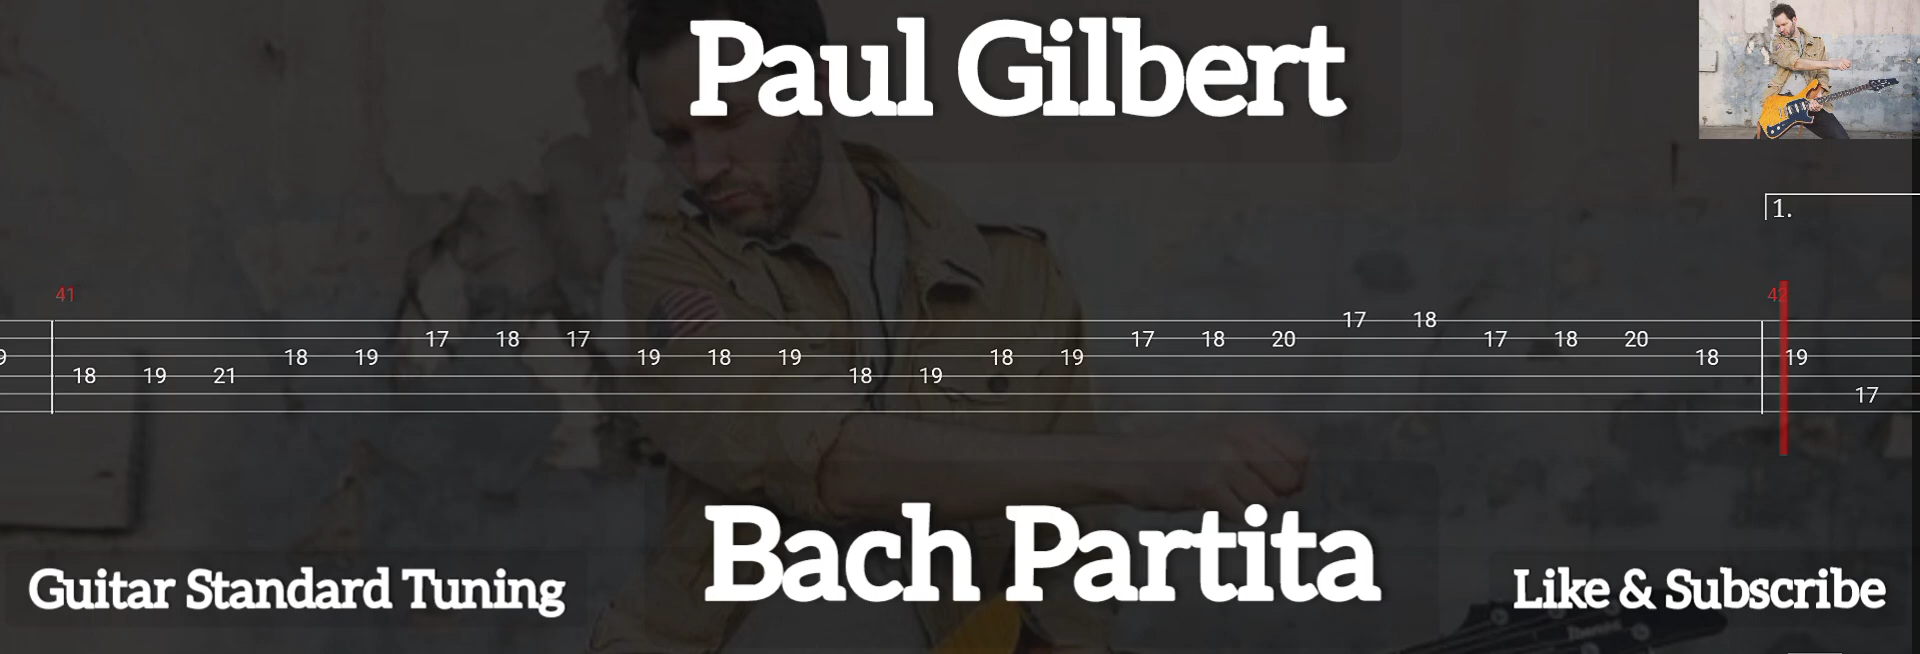 Paul Gilbert
1.
41
42
17 18
17 18 17 17 18 20 17 18 20
9 18 19 19 18 19 18 19 18 19
18 19 21 18 19
17
Bach Partita
Guitar Standard Tuning
Like & Subscribe